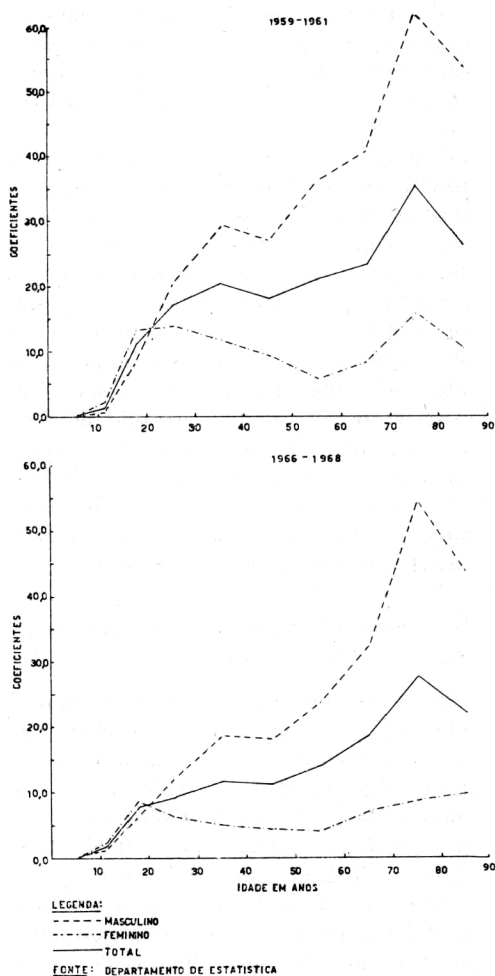 1959-1961
60,0
50,0
40,0
30,0
20,0
10,0
0,0
COEFICIENTES
10 20 30 40 50 60 70 80 90
1966-1968
60,0
50,0
40,0
30,0
20,0
10,0
0,0
COEFICIENTES
10 20 30 40 50 60 70 80 90
IDADE EM ANOS
LEGENDA:
MASCULINO
FEMININO
TOTAL
FONTE: DEPARTAMENTO DE ESTATISTICA